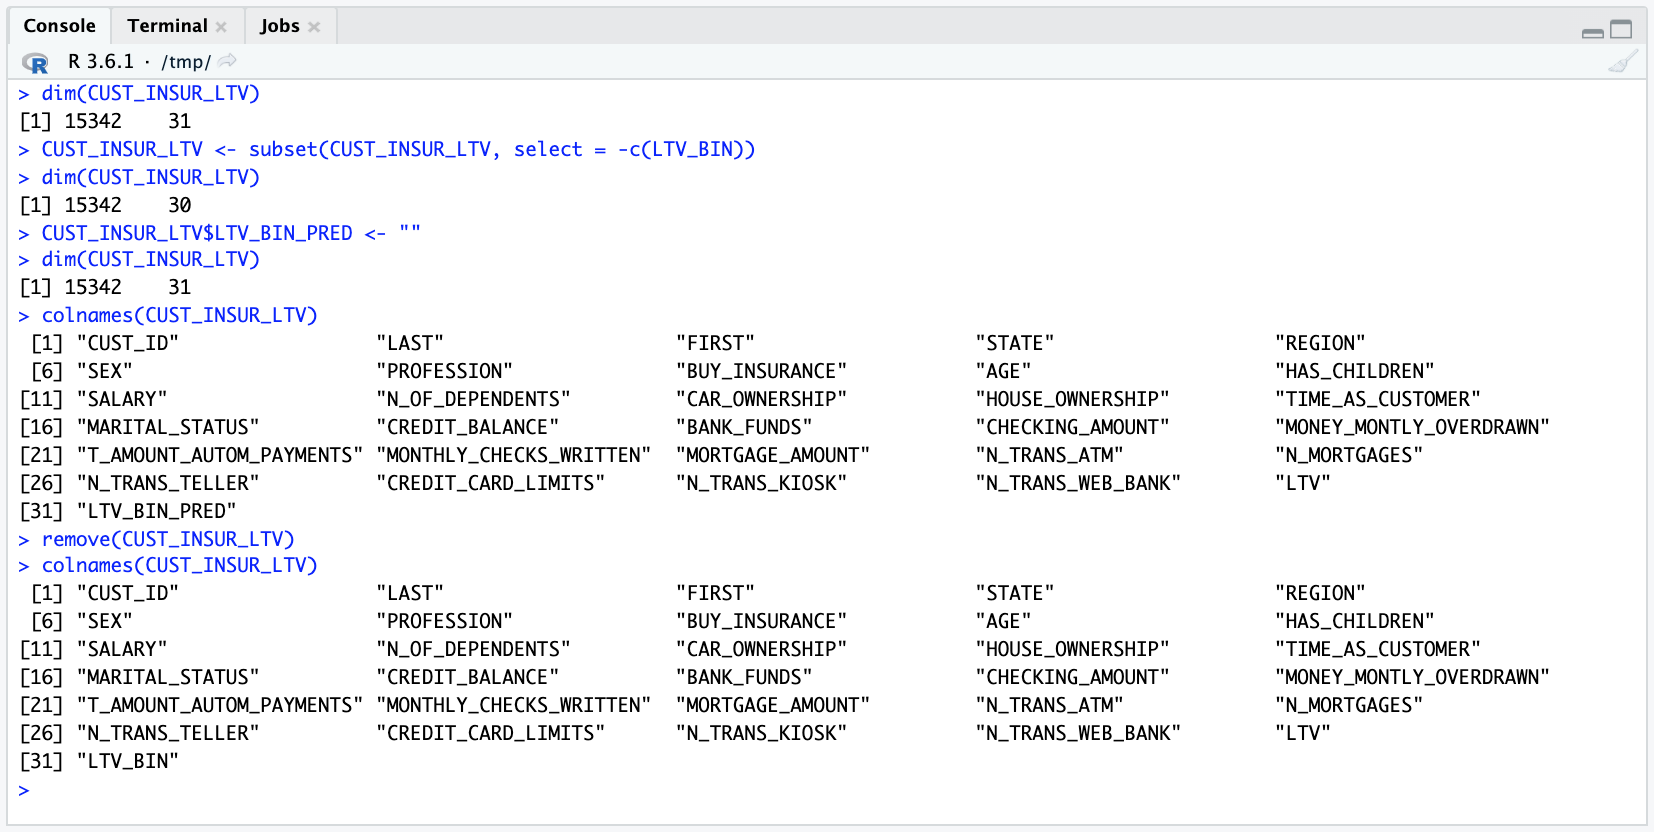 Console Terminal × Jobs ×
R 3.6.1 · /tmp/
> dim(CUST_INSUR_LTV)
[1] 15342    31
> CUST_INSUR_LTV <- subset(CUST_INSUR_LTV, select = -c(LTV_BIN))
> dim(CUST_INSUR_LTV)
[1] 15342    30
> CUST_INSUR_LTV$LTV_BIN_PRED <- ""
> dim(CUST_INSUR_LTV)
[1] 15342    31
> colnames(CUST_INSUR_LTV)
 [1] "CUST_ID"                 "LAST"                    "FIRST"                   "STATE"                   "REGION"
 [6] "SEX"                     "PROFESSION"              "BUY_INSURANCE"           "AGE"                     "HAS_CHILDREN"
[11] "SALARY"                  "N_OF_DEPENDENTS"         "CAR_OWNERSHIP"           "HOUSE_OWNERSHIP"         "TIME_AS_CUSTOMER"
[16] "MARITAL_STATUS"          "CREDIT_BALANCE"          "BANK_FUNDS"              "CHECKING_AMOUNT"         "MONEY_MONTLY_OVERDRAWN"
[21] "T_AMOUNT_AUTOM_PAYMENTS" "MONTHLY_CHECKS_WRITTEN"  "MORTGAGE_AMOUNT"         "N_TRANS_ATM"             "N_MORTGAGES"
[26] "N_TRANS_TELLER"          "CREDIT_CARD_LIMITS"      "N_TRANS_KIOSK"           "N_TRANS_WEB_BANK"        "LTV"
[31] "LTV_BIN_PRED"
> remove(CUST_INSUR_LTV)
> colnames(CUST_INSUR_LTV)
 [1] "CUST_ID"                 "LAST"                    "FIRST"                   "STATE"                   "REGION"
 [6] "SEX"                     "PROFESSION"              "BUY_INSURANCE"           "AGE"                     "HAS_CHILDREN"
[11] "SALARY"                  "N_OF_DEPENDENTS"         "CAR_OWNERSHIP"           "HOUSE_OWNERSHIP"         "TIME_AS_CUSTOMER"
[16] "MARITAL_STATUS"          "CREDIT_BALANCE"          "BANK_FUNDS"              "CHECKING_AMOUNT"         "MONEY_MONTLY_OVERDRAWN"
[21] "T_AMOUNT_AUTOM_PAYMENTS" "MONTHLY_CHECKS_WRITTEN"  "MORTGAGE_AMOUNT"         "N_TRANS_ATM"             "N_MORTGAGES"
[26] "N_TRANS_TELLER"          "CREDIT_CARD_LIMITS"      "N_TRANS_KIOSK"           "N_TRANS_WEB_BANK"        "LTV"
[31] "LTV_BIN"
>